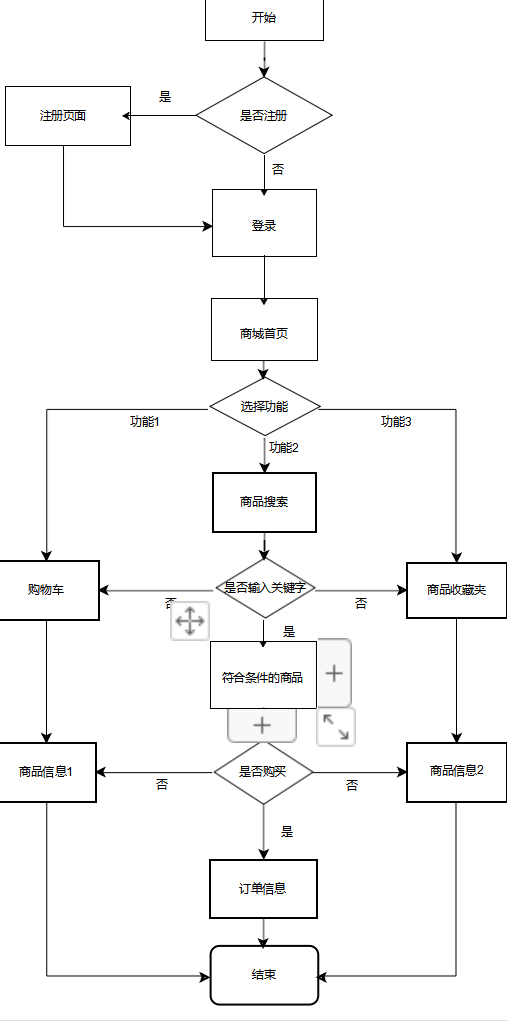 开始
是否注册
是
注册页面
否
登录
商城首页
选择功能
功能1
功能2
功能3
商品搜索
是否输入关键字
购物车
商品收藏夹
否
否
是
符合条件的商品
是否购买
商品信息1
商品信息2
否
否
是
订单信息
结束